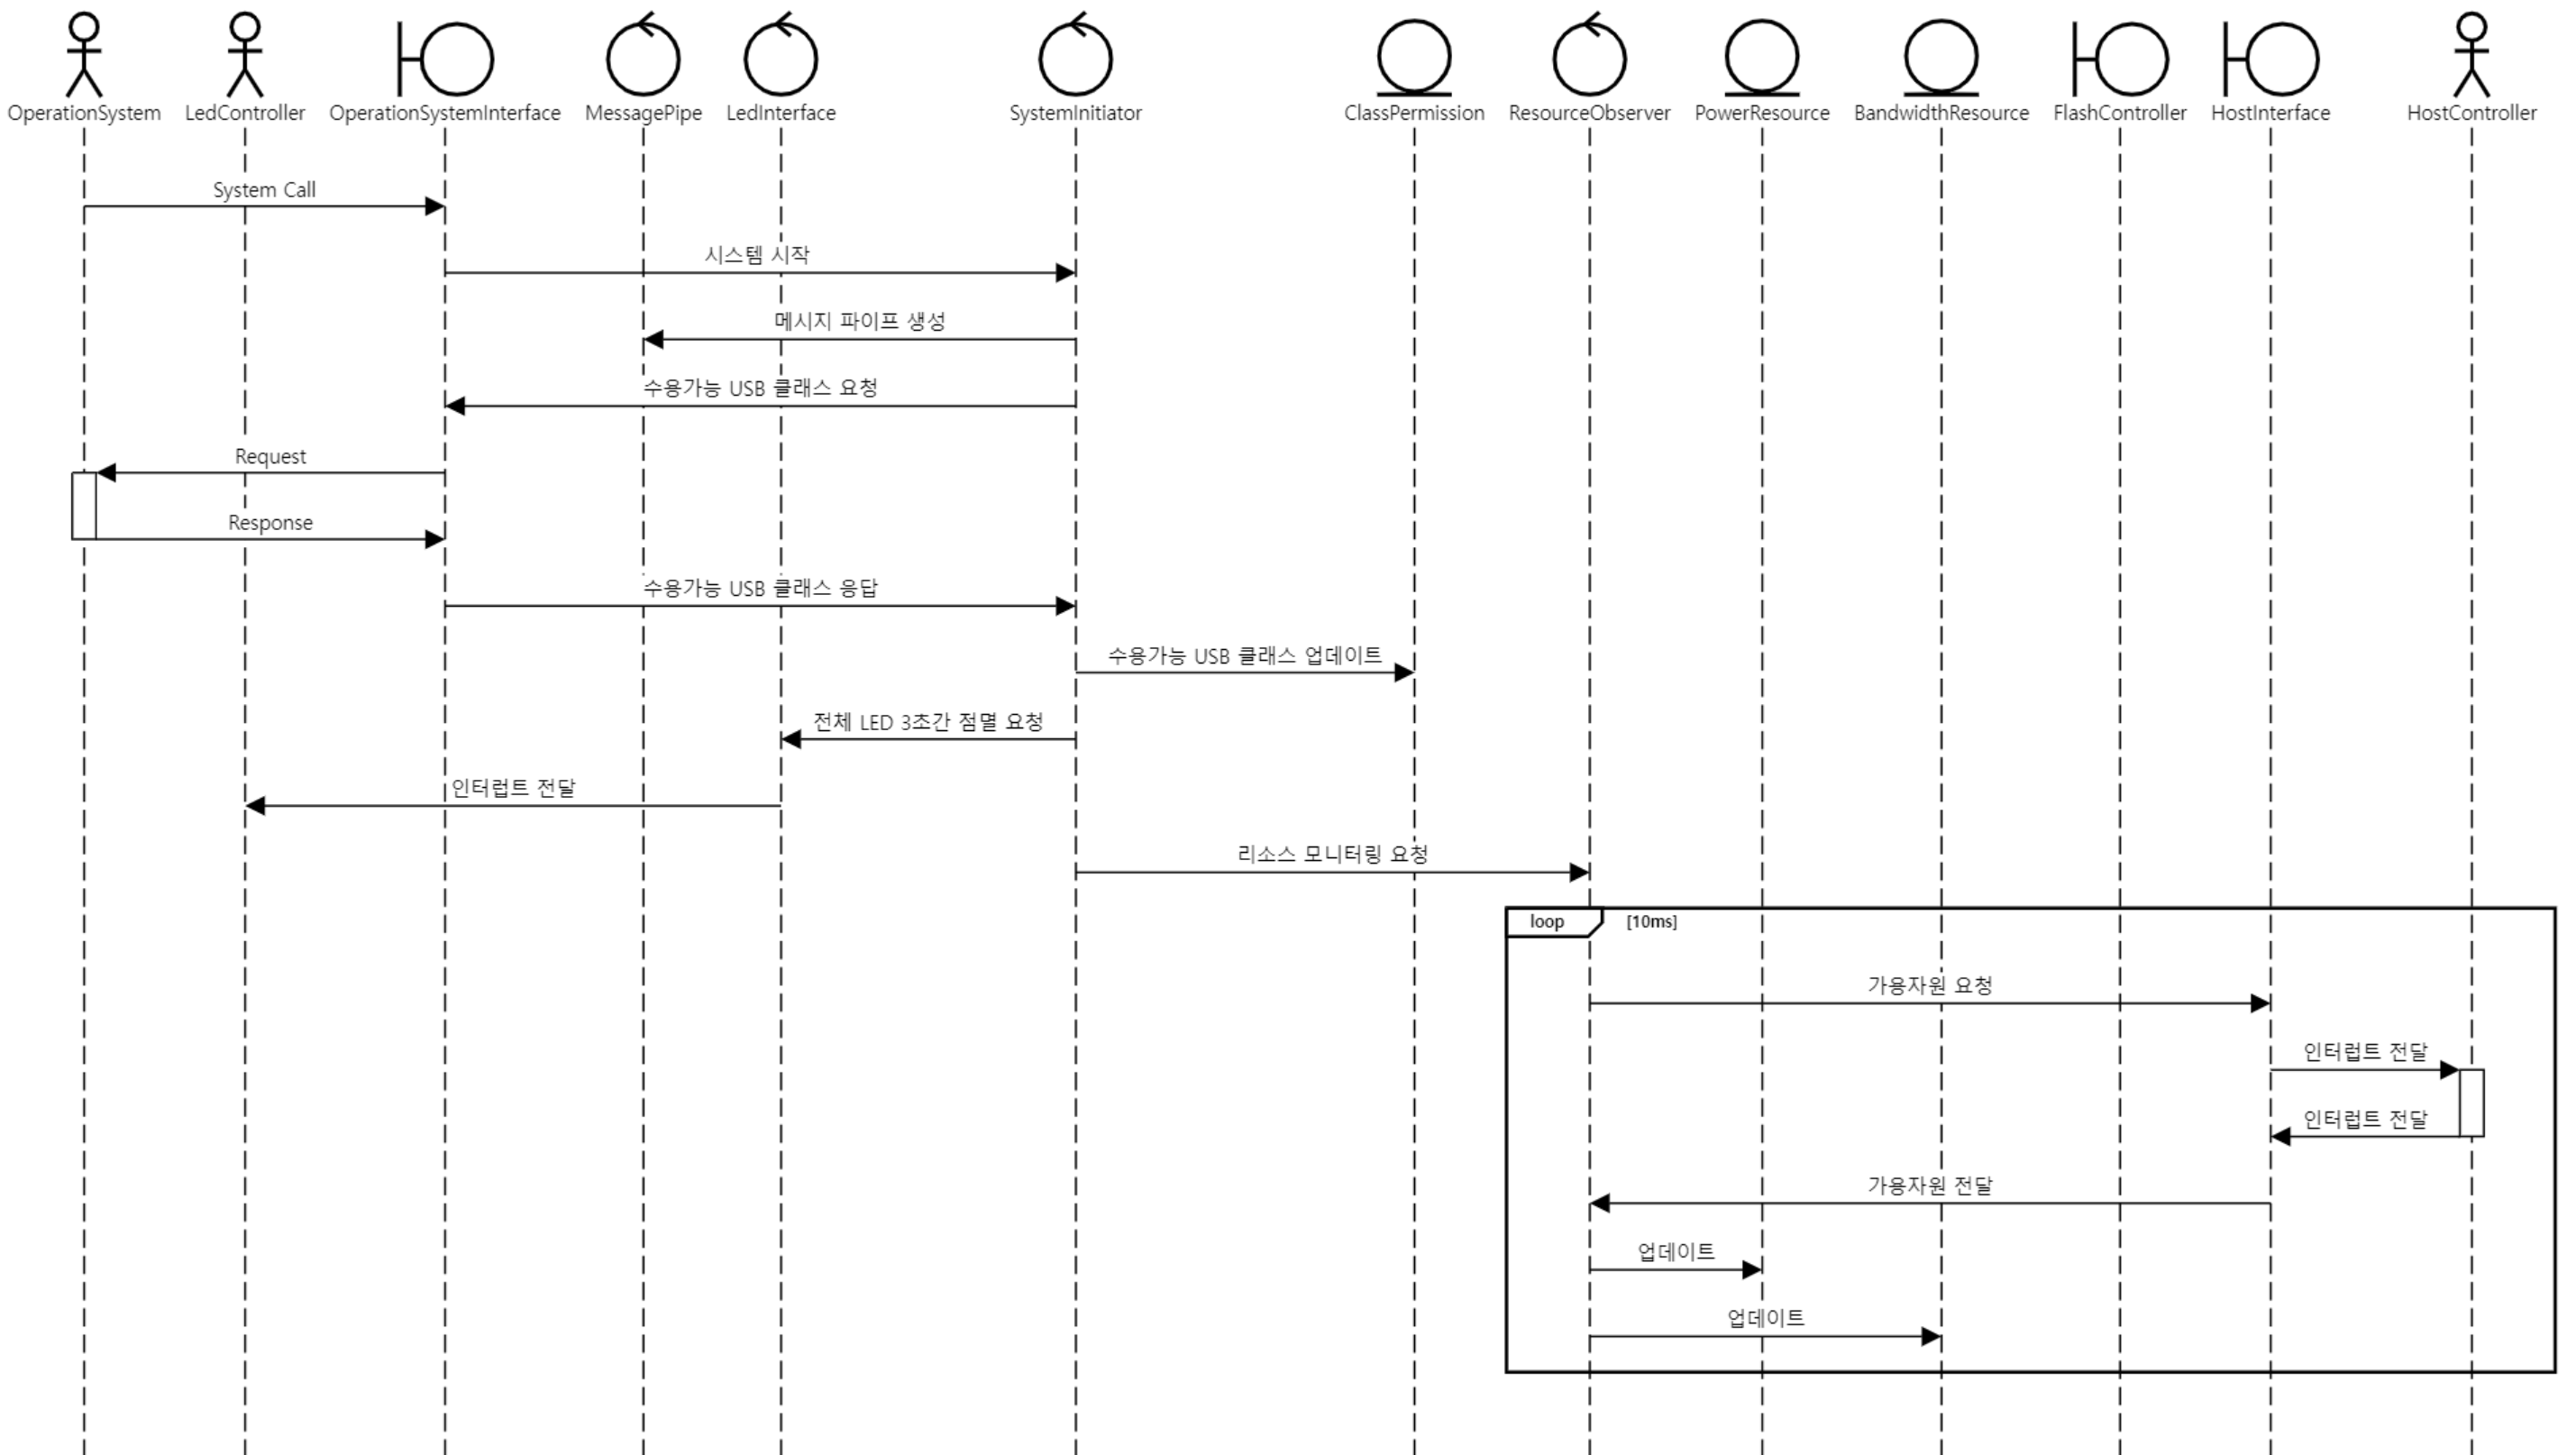 OperationSystem
LedController
OperationSystemInterface
MessagePipe
LedInterface
SystemInitiator
ClassPermission
ResourceObserver
PowerResource
BandwidthResource
FlashController
HostInterface
HostController
System Call
시스템 시작
메시지 파이프 생성
수용가능 USB 클래스 요청
Request
Response
수용가능 USB 클래스 응답
수용가능 USB 클래스 업데이트
전체 LED 3초간 점멸 요청
인터럽트 전달
리소스 모니터링 요청
loop
[10ms]
가용자원 요청
인터럽트 전달
인터럽트 전달
가용자원 전달
업데이트
업데이트